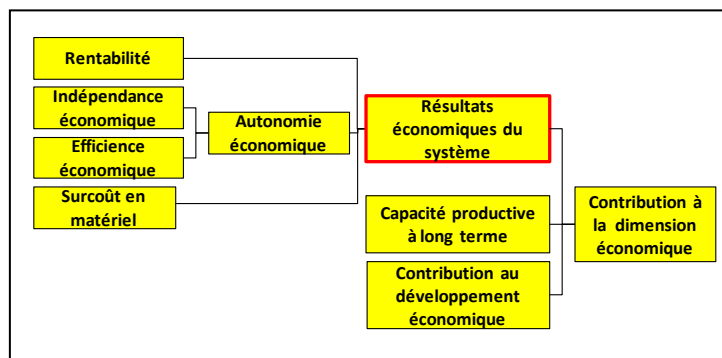 Rentabilité
Indépendance
économique
Efficience
économique
Surcoût en
matériel
Autonomie
économique
Résultats
économiques du
système
Capacité productive
à long terme
Contribution au
développement
économique
Contribution à
la dimension
économique